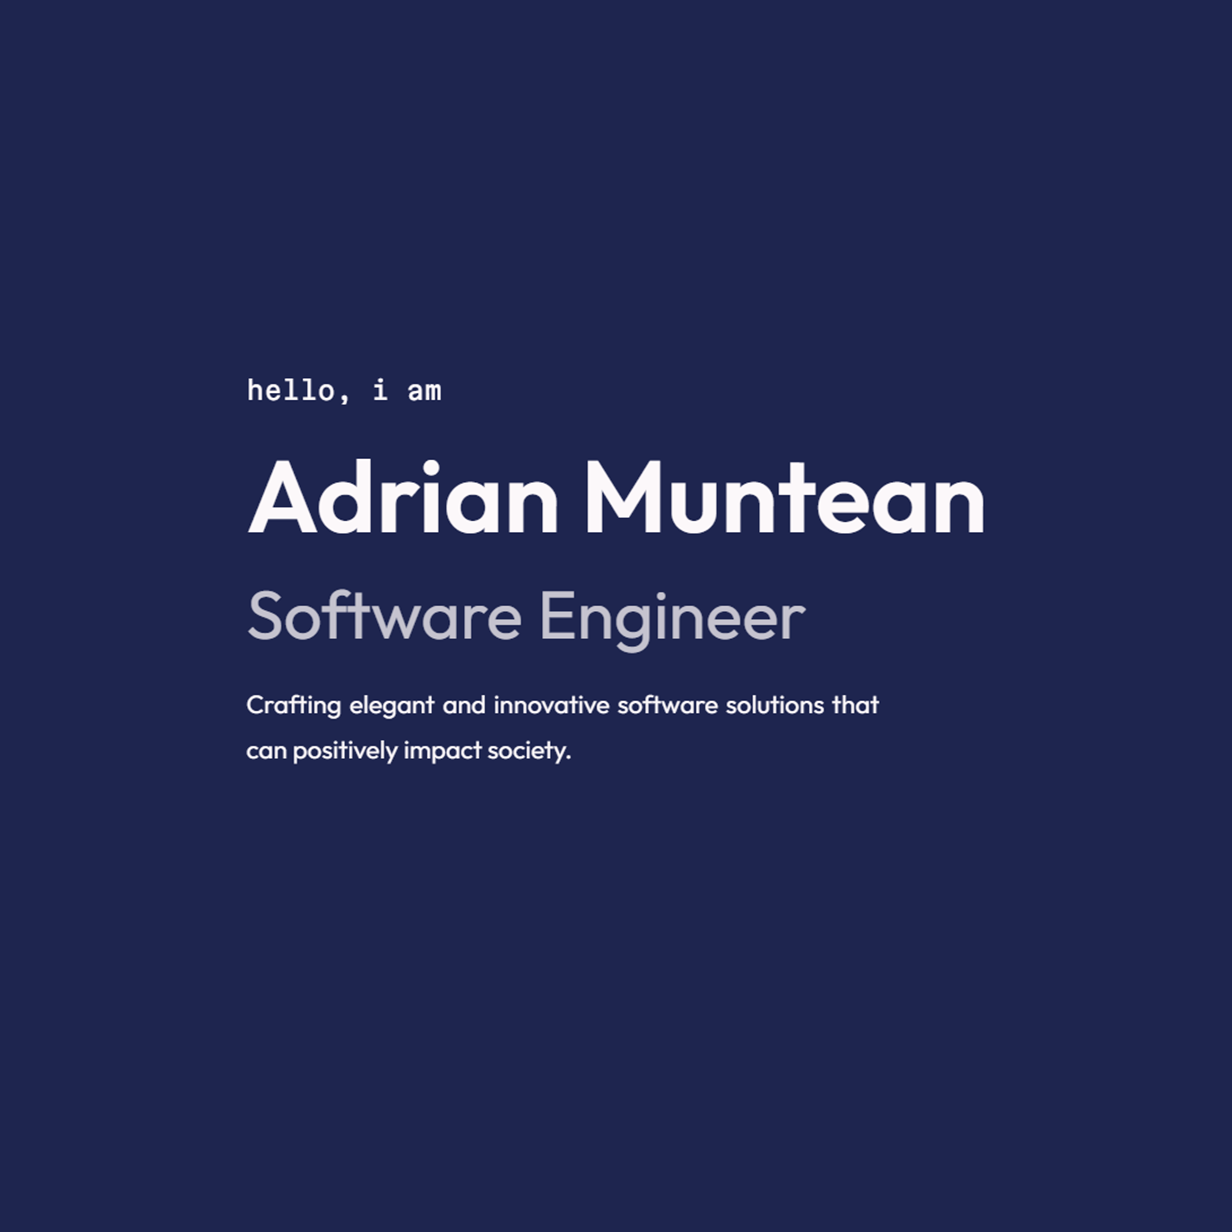 hello, i am
Adrian Muntean
Software Engineer
Crafting elegant and innovative software solutions that
can positively impact society.